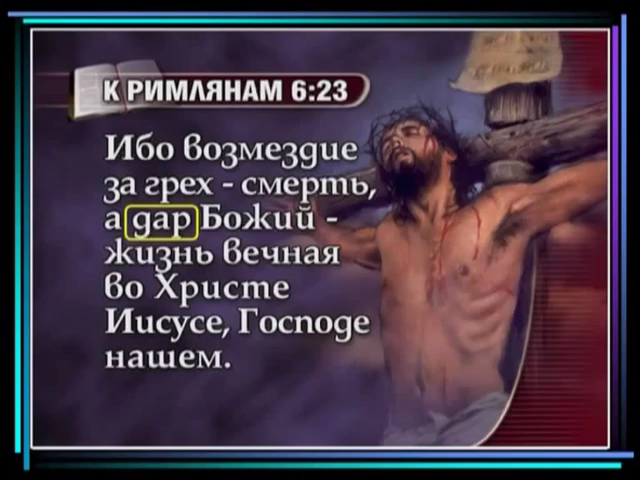 К РИМЛЯНАМ 6:23
Ибо возмездие
за грех - смерть,
а дар Божий -
жизнь вечная
во Христе
Иисусе, Господе
нашем.